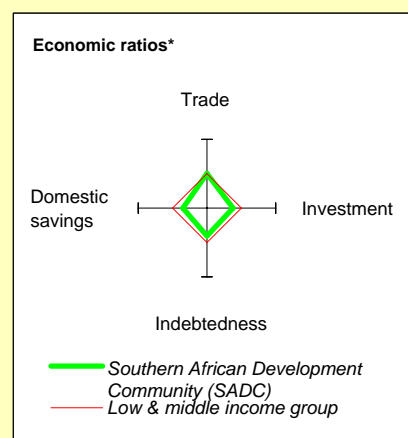 Economic ratios*
Trade
Domestic
savings
Investment
Indebtedness
Southern African Development
Community (SADC)
Low & middle income group